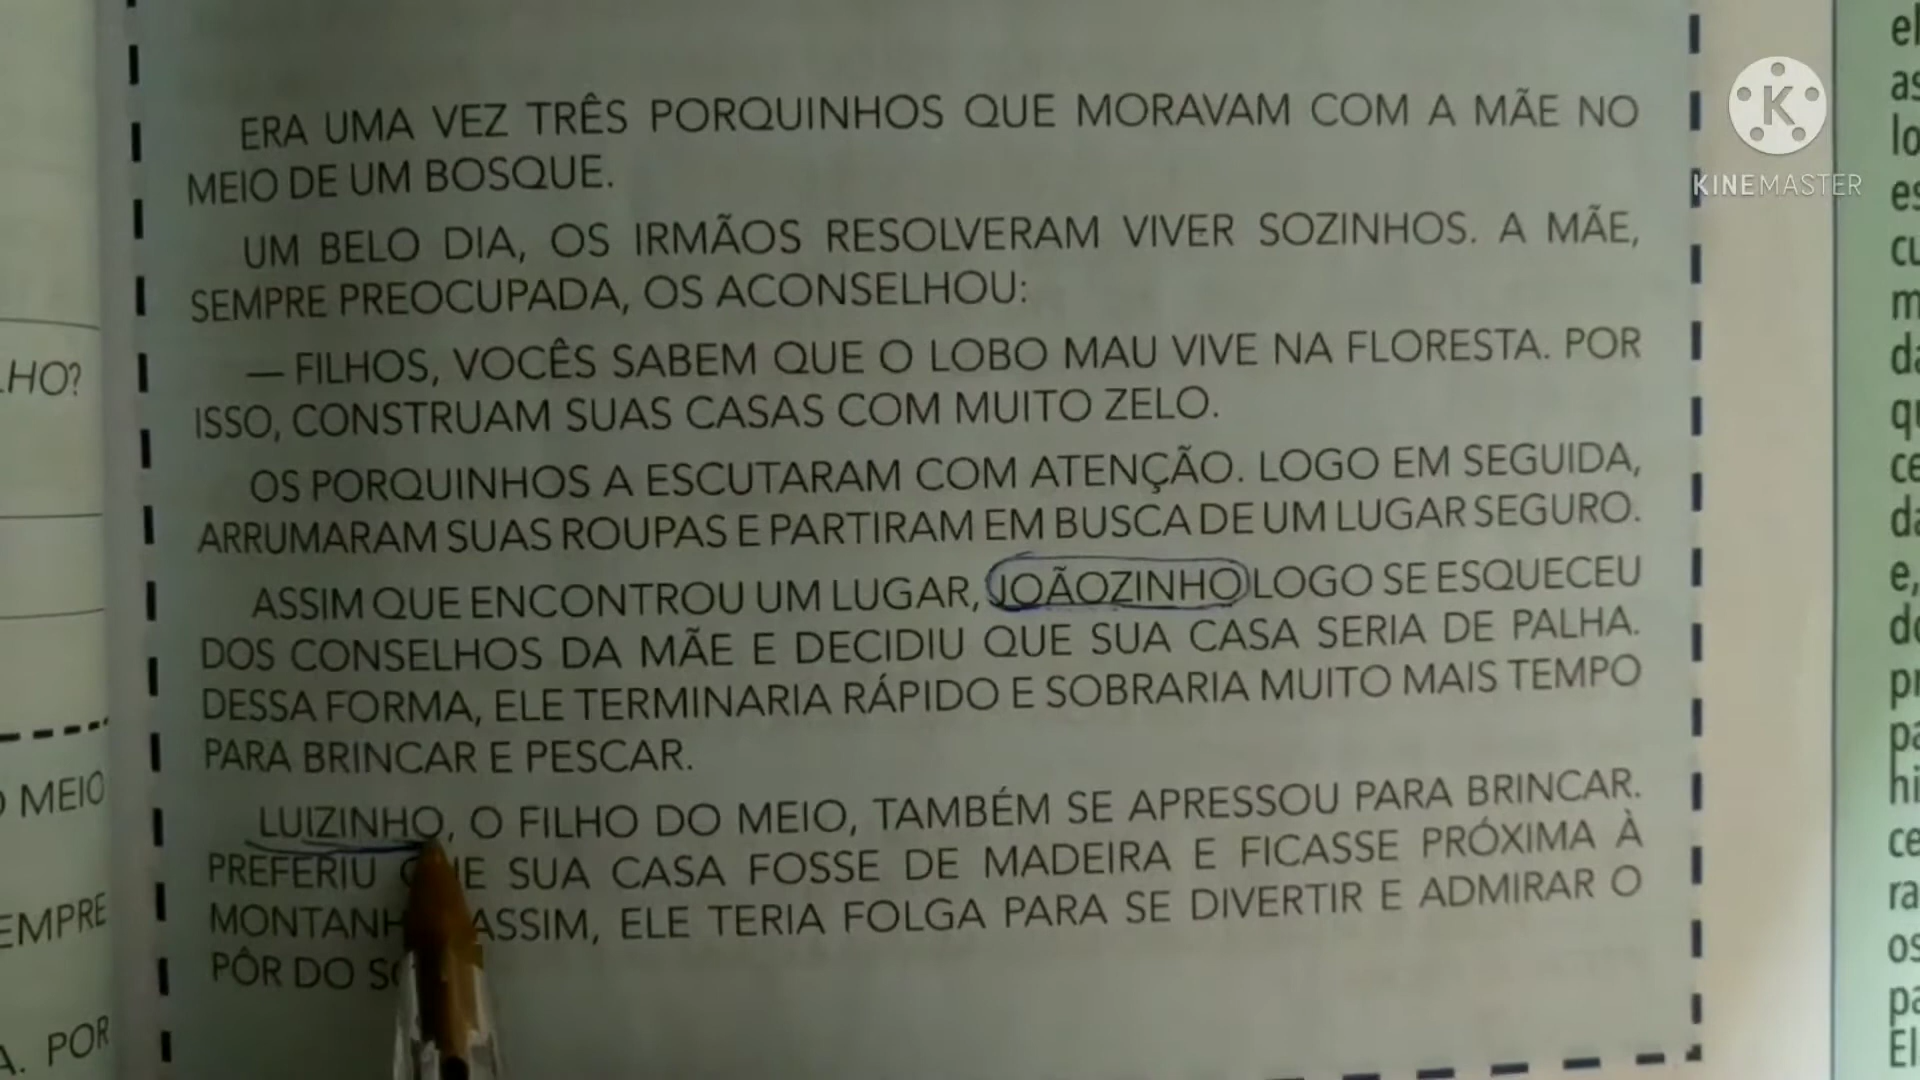 ERA UMA VEZ TRÊS PORQUINHOS QUE MORAVAM COM A MÃE NO
MEIO DE UM BOSQUE.
UM BELO DIA, OS IRMÃOS RESOLVERAM VIVER SOZINHOS. A MÃE,
SEMPRE PREOCUPADA, OS ACONSELHOU:
— FILHOS, VOCÊS SABEM QUE O LOBO MAU VIVE NA FLORESTA. POR
ISSO, CONSTRUAM SUAS CASAS COM MUITO ZELO.
OS PORQUINHOS A ESCUTARAM COM ATENÇÃO. LOGO EM SEGUIDA,
ARRUMARAM SUAS ROUPAS E PARTIRAM EM BUSCA DE UM LUGAR SEGURO.
ASSIM QUE ENCONTROU UM LUGAR, JOÃOZINHO LOGO SE ESQUECEU
DOS CONSELHOS DA MÃE E DECIDIU QUE SUA CASA SERIA DE PALHA.
DESSA FORMA, ELE TERMINARIA RÁPIDO E SOBRARIA MUITO MAIS TEMPO
PARA BRINCAR E PESCAR.
LUIZINHO, O FILHO DO MEIO, TAMBÉM SE APRESSOU PARA BRINCAR.
PREFERIU SUA CASA FOSSE DE MADEIRA E FICASSE PRÓXIMA À
ASSIM, ELE TERIA FOLGA PARA SE DIVERTIR E ADMIRAR O
PÔR DO
KINEMASTER
LHO?
O MEIO
SEMPRE
A. POR